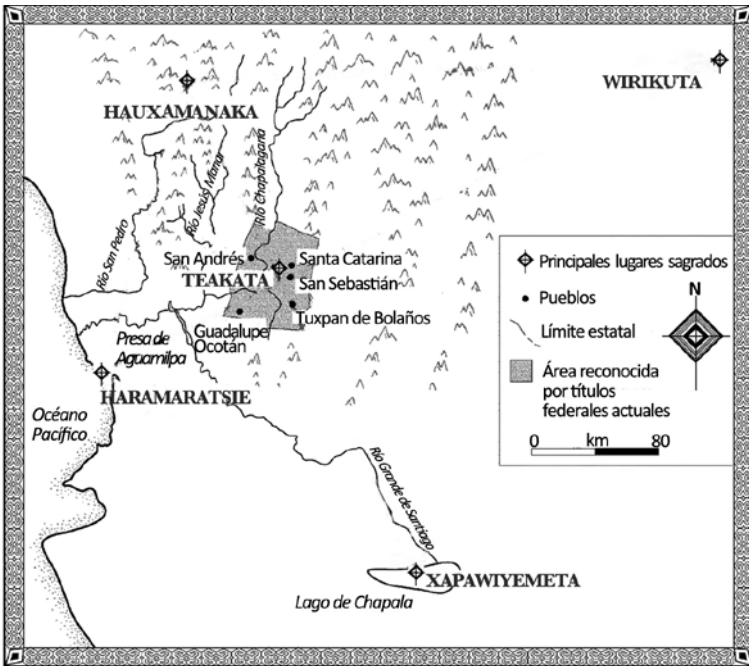 WIRIKUTA
HAUXAMANAKA
Río San Pedro
Río Jesús María
Río Chapalagana
San Andrés
Santa Catarina
TEAKATA
San Sebastián
Tuxpan de Bolaños
Guadalupe
Ocotán
Presa de
Aguamilpa
HARAMARATSIE
Océano
Pacífico
Río Grande de Santiago
XAPAWIYEMETA
Lago de Chapala
Principales lugares sagrados
Pueblos
Límite estatal
Área reconocida
por títulos
federales actuales
0 km 80
N